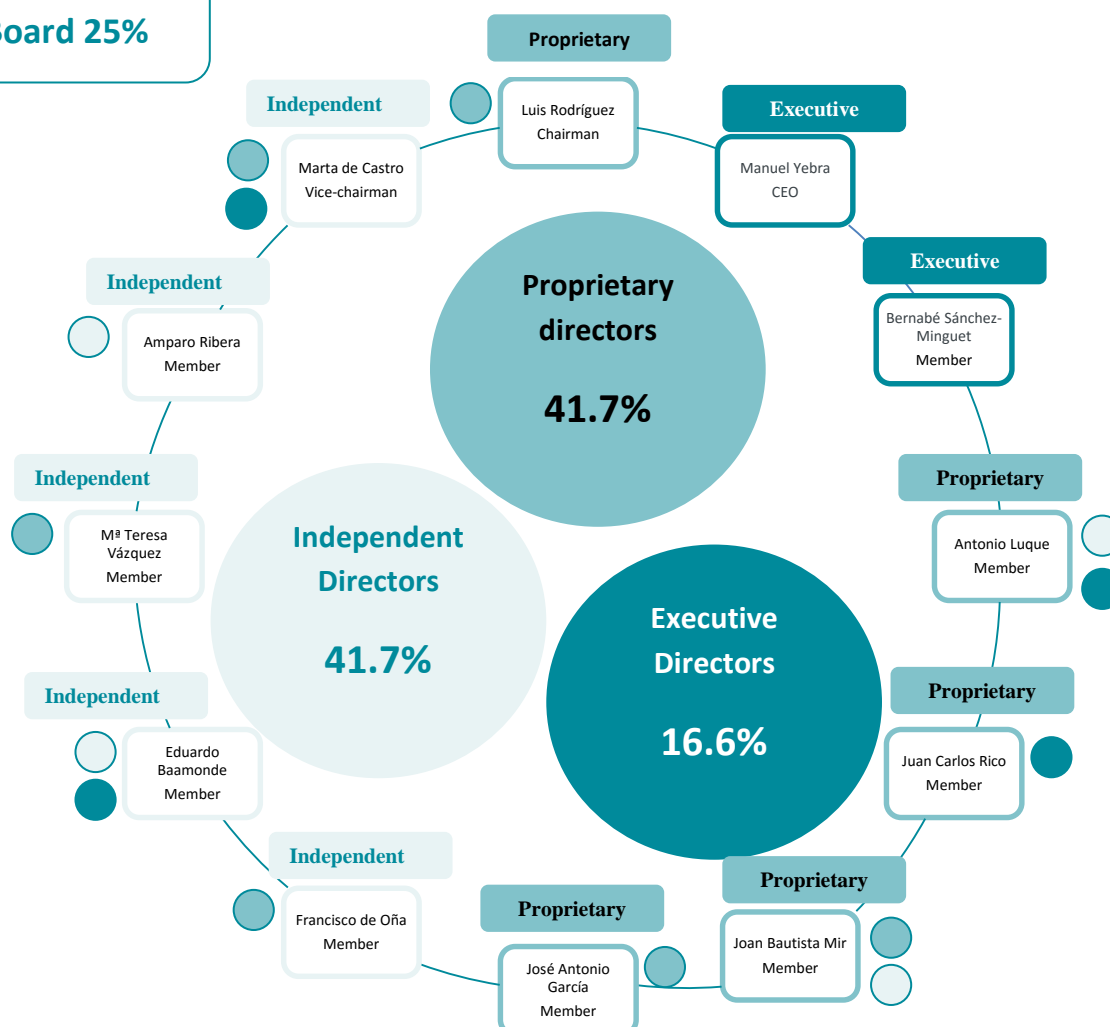 Board 25%
Proprietary
Luis Rodríguez
Chairman
Executive
Manuel Yebra
CEO
Executive
Bernabé Sánchez-
Minguet
Member
Proprietary
Antonio Luque
Member
Proprietary
Juan Carlos Rico
Member
Proprietary
Joan Bautista Mir
Member
Proprietary
José Antonio
García
Member
Independent
Francisco de Oña
Member
Independent
Eduardo
Baamonde
Member
Independent
Mª Teresa
Vázquez
Member
Independent
Amparo Ribera
Member
Independent
Marta de Castro
Vice-chairman
Proprietary
directors
41.7%
Independent
Directors
41.7%
Executive
Directors
16.6%